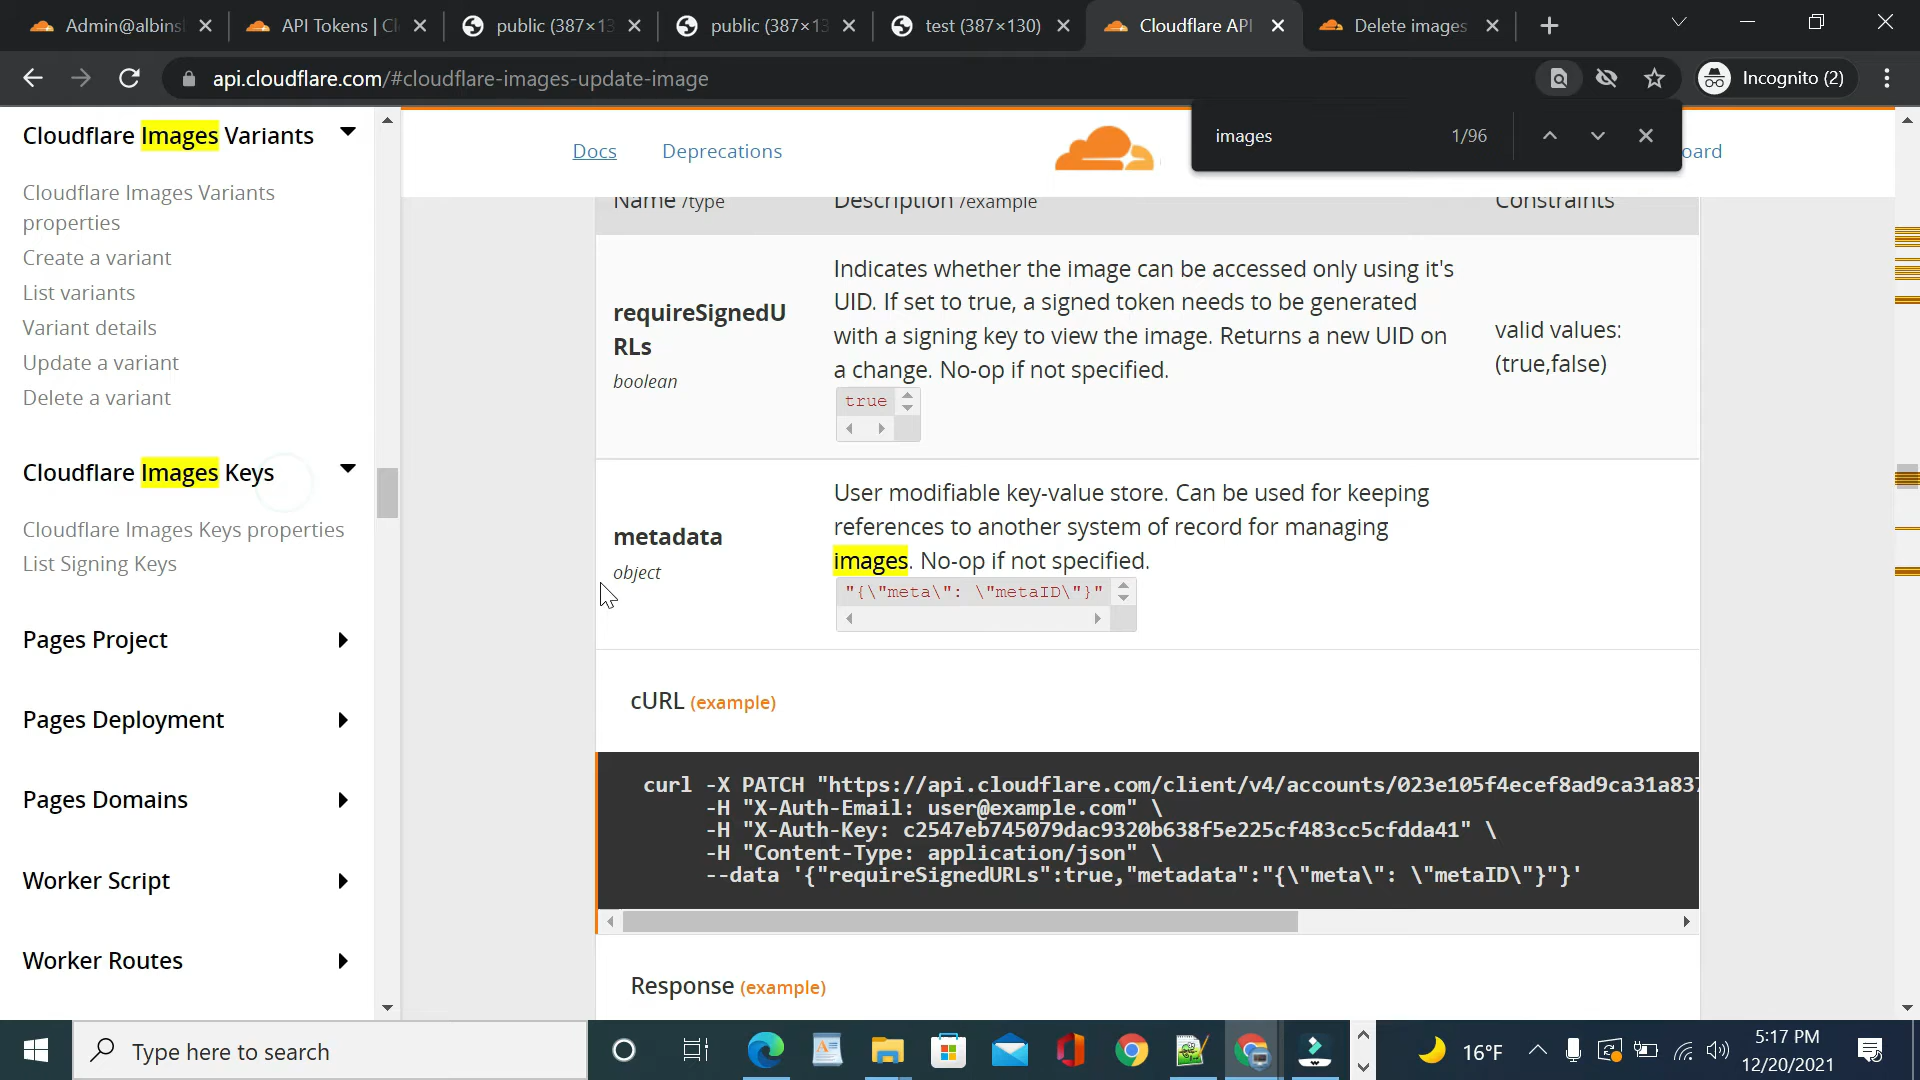 Admin@albins
API Tokens | Cl
public (387×13
public (387×13
test (387×130)
Cloudflare API
Delete images
api.cloudflare.com/#cloudflare-images-update-image
Incognito (2)
images
1/96
Cloudflare Images Variants
Cloudflare Images Variants
properties
Create a variant
List variants
Variant details
Update a variant
Delete a variant
Cloudflare Images Keys
Cloudflare Images Keys properties
List Signing Keys
Pages Project
Pages Deployment
Pages Domains
Worker Script
Worker Routes
Docs
Deprecations
oard
Name /type
Description /example
Constraints
requireSignedU
RLs
boolean
Indicates whether the image can be accessed only using it's
UID. If set to true, a signed token needs to be generated
with a signing key to view the image. Returns a new UID on
a change. No-op if not specified.
true
valid values:
(true,false)
metadata
object
User modifiable key-value store. Can be used for keeping
references to another system of record for managing
images. No-op if not specified.
"{\"meta\": \"metaID\"}"
cURL (example)
curl -X PATCH "https://api.cloudflare.com/client/v4/accounts/023e105f4ecef8ad9ca31a837
-H "X-Auth-Email: user@example.com" \
-H "X-Auth-Key: c2547eb745079dac9320b638f5e225cf483cc5cfdda41" \
-H "Content-Type: application/json" \
--data '{"requireSignedURLs":true,"metadata":"{\"meta\": \"metaID\"}"}'
Response (example)
Type here to search
16°F
5:17 PM
12/20/2021